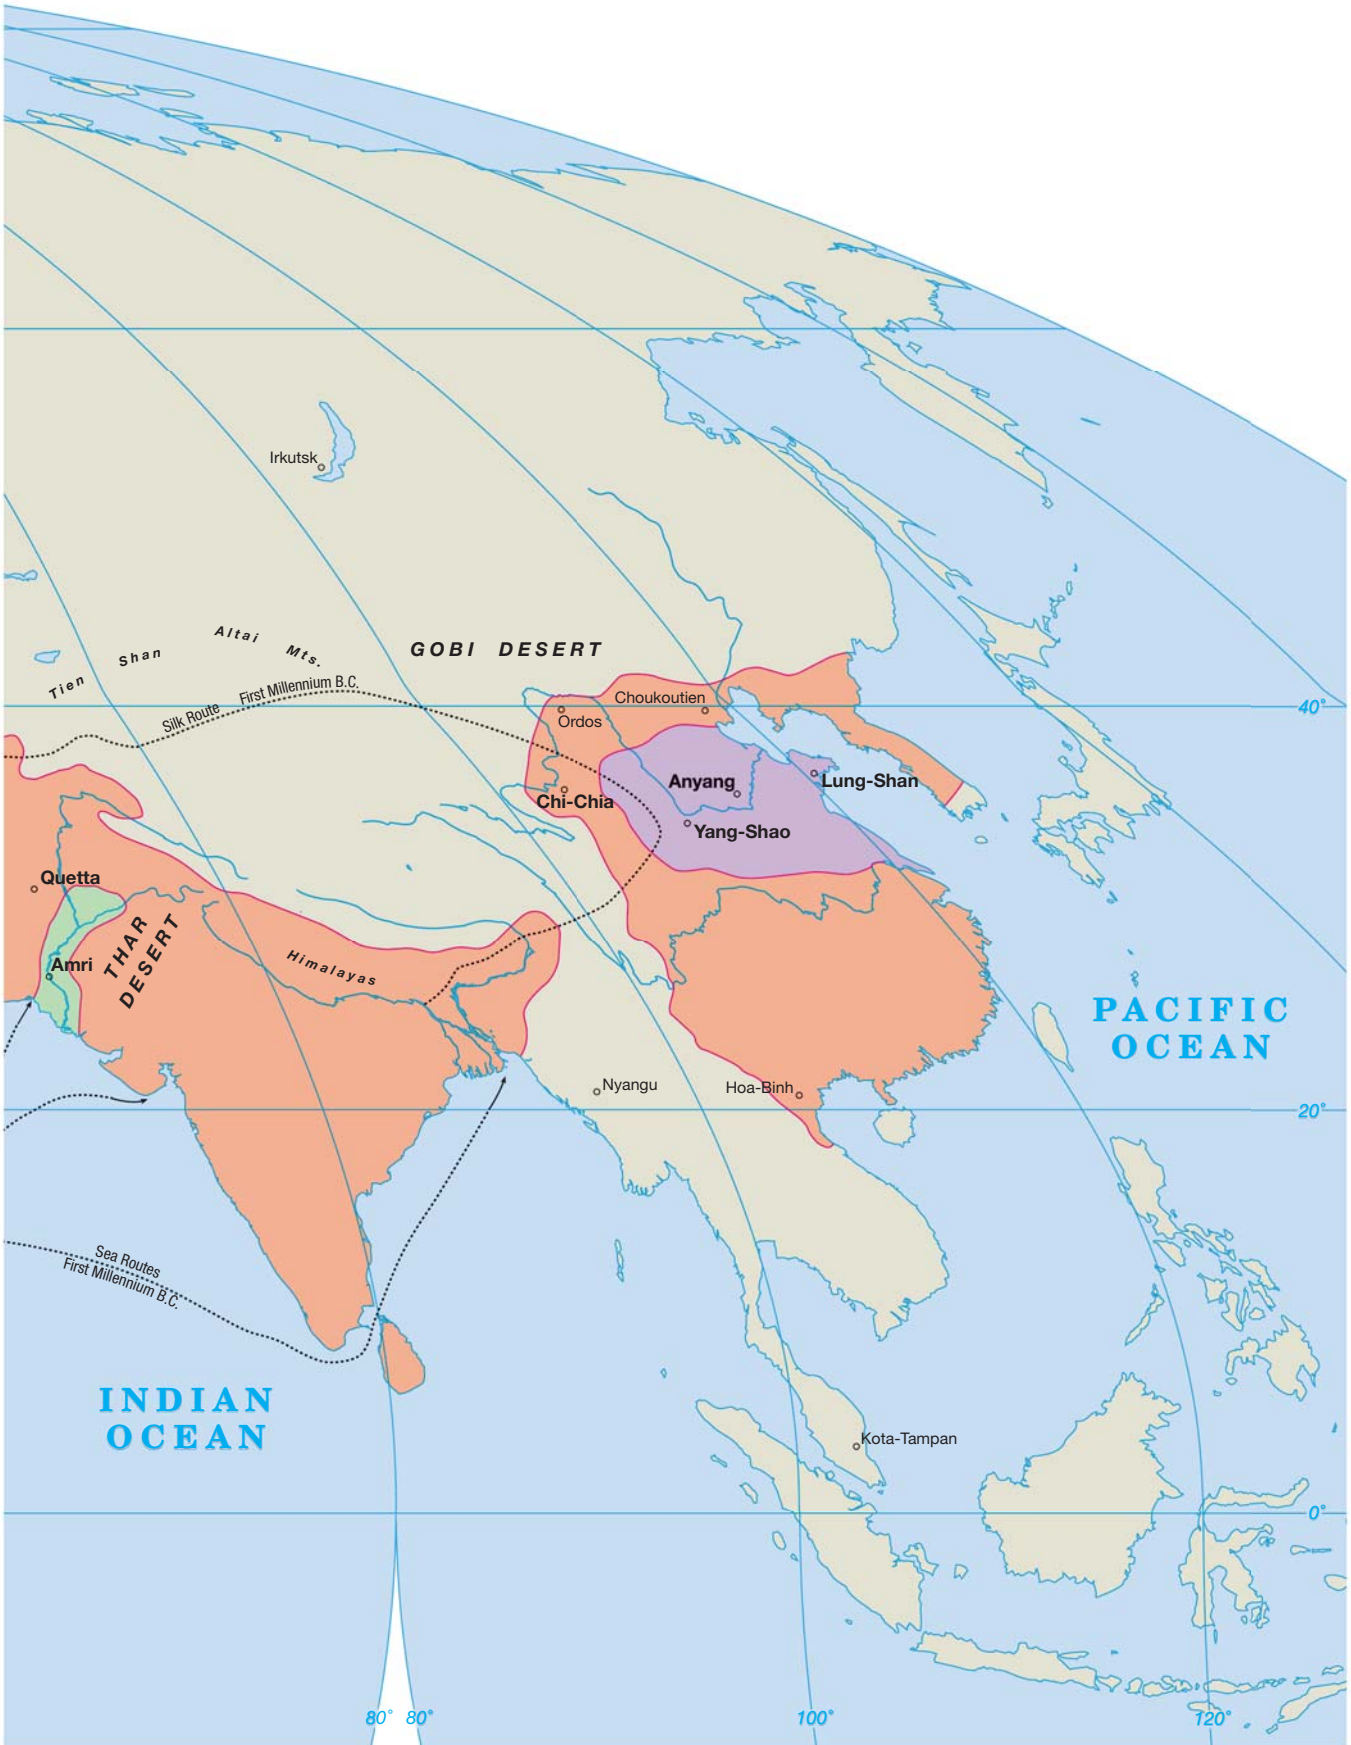 Irkutsk
Tien Shan Altai Mts.
GOBI DESERT
Silk Route First Millennium B.C.
Choukoutien
Ordos
40°
Anyang
Lung-Shan
Chi-Chia
Yang-Shao
Quetta
THAR
DESERT
Amri
Himalayas
PACIFIC
OCEAN
Nyangu
Hoa-Binh
20°
Sea Routes
First Millennium B.C.
INDIAN
OCEAN
Kota-Tampan
0°
80° 80° 100° 120°